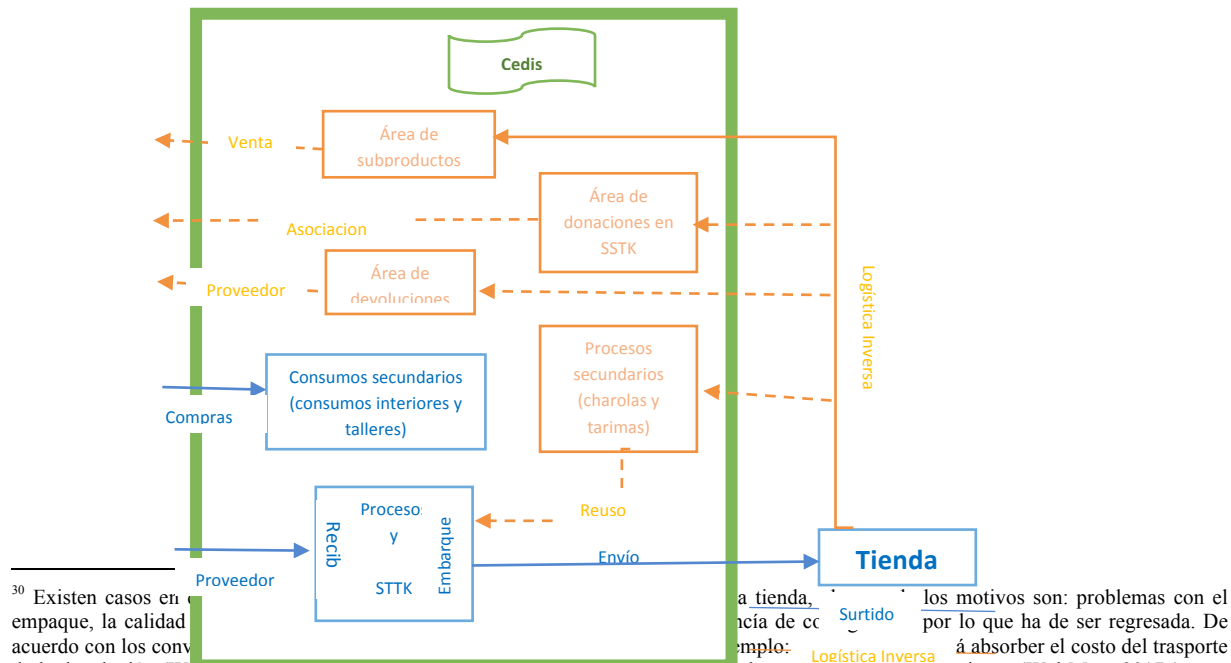 Cedis
Venta
Área de
subproductos
Área de
donaciones en
SSTK
Asociacion
Proveedor
Área de
devoluciones
Logística Inversa
Procesos
secundarios
(charolas y
tarimas)
Consumos secundarios
(consumos interiores y
talleres)
Compras
Reuso
Recib
Proceso
y
STTK
Embarque
Envío
Tienda
Proveedor
Surtido
Logística Inversa
30 Existen casos en a tienda, los motivos son: problemas con el
empaque, la calidad por lo que ha de ser regresada. De
acuerdo con los absorber el costo del trasporte